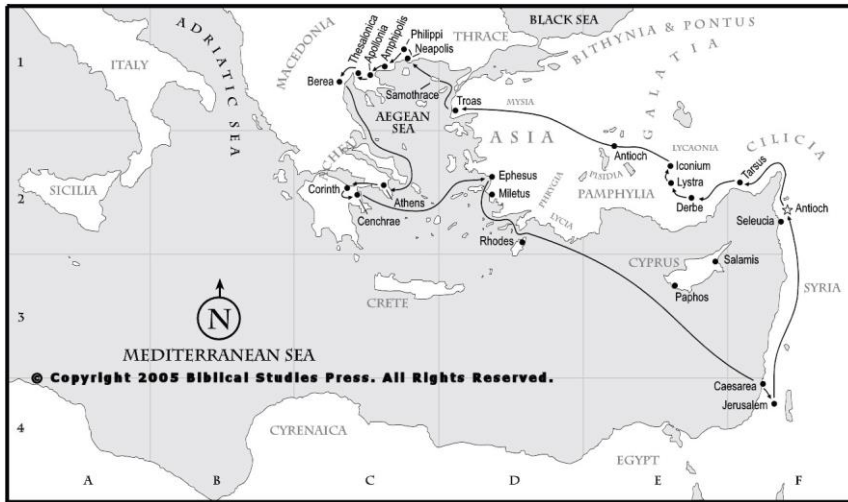 BLACK SEA
ADRIATIC SEA
MACEDONIA
Thesalonica
Apollonia
Amphipolis
Philippi
Neapolis
THRACE
BITHYNIA & PONTUS
1
ITALY
Berea
Samothrace
Troas
MYSIA
GALATIA
AEGEAN
SEA
ASIA
LYCAONIA
CILICIA
Antioch
Iconium
Tarsus
PISIDIA
SICILIA
Corinth
Ephesus
Lystra
PAMPHYLIA
PHRYGIA
2
Miletus
Derbe
Antioch
Athens
Cenchrae
LYCIA
Seleucia
Rhodes
CYPRUS
Salamis
CRETE
Paphos
SYRIA
3
N
MEDITERRANEAN SEA
© Copyright 2005 Biblical Studies Press. All Rights Reserved.
Caesarea
Jerusalem
4
CYRENAICA
EGYPT
A
B
C
D
E
F